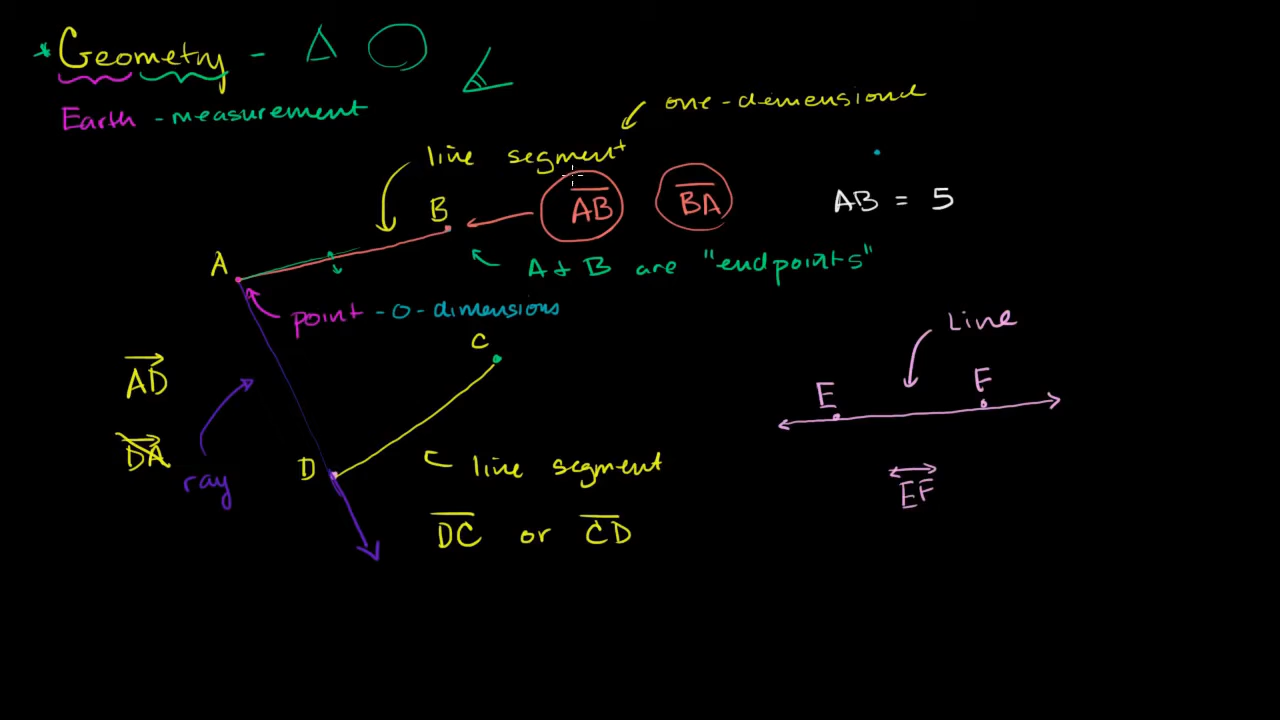 * Geometry -
Earth - measurement
one-dimensional
line segment
A
B
AB
BA
AB = 5
A + B are "endpoints"
point - 0-dimensions
C
Line
E
F
AD
DA
ray
D
line segment
EF
DC or CD